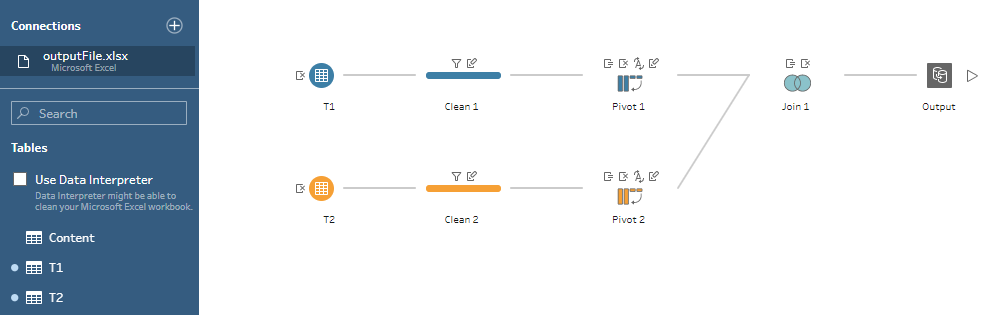 Connections
outputFile.xlsx
Microsoft Excel
Search
Tables
Use Data Interpreter
Data Interpreter might be able to
clean your Microsoft Excel workbook.
Content
T1
T2
T1
Clean 1
Pivot 1
Join 1
Output
T2
Clean 2
Pivot 2